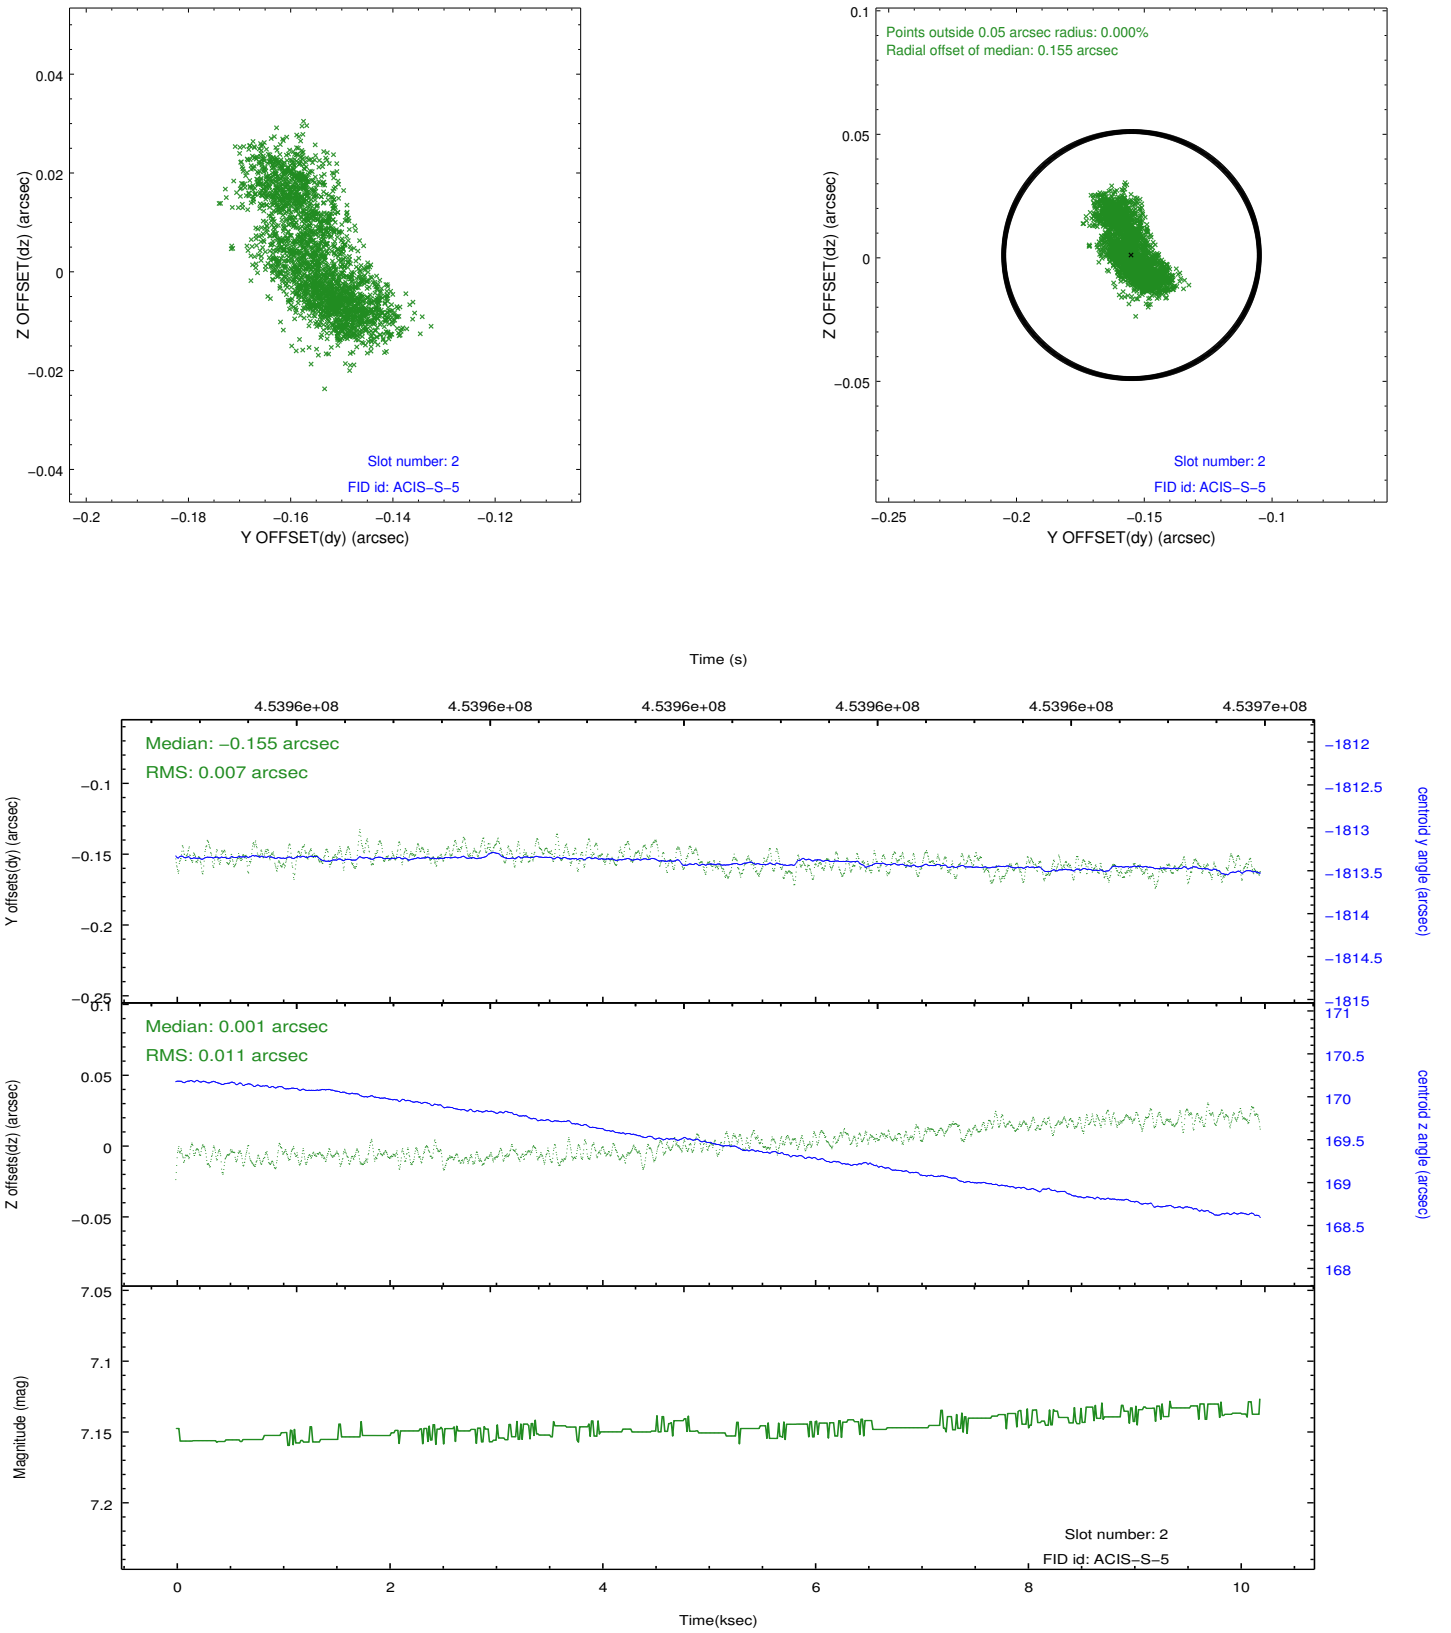 0.04
0.02
0
−0.02
−0.04
Z OFFSET(dz) (arcsec)
Slot number: 2
FID id: ACIS−S−5
−0.2
−0.18
−0.16
−0.14
−0.12
Y OFFSET(dy) (arcsec)
0.1
0.05
0
−0.05
Z OFFSET(dz) (arcsec)
Points outside 0.05 arcsec radius: 0.000%
Radial offset of median: 0.155 arcsec
Slot number: 2
FID id: ACIS−S−5
−0.25
−0.2
−0.15
−0.1
Y OFFSET(dy) (arcsec)
Time (s)
4.5396e+08
4.5396e+08
4.5396e+08
4.5396e+08
4.5396e+08
4.5397e+08
Median: −0.155 arcsec
RMS: 0.007 arcsec
−0.1
−0.15
−0.2
−0.25
Y offsets(dy) (arcsec)
−1812
−1812.5
−1813
−1813.5
−1814
−1814.5
−1815
centroid y angle (arcsec)
Median: 0.001 arcsec
RMS: 0.011 arcsec
0.1
0.05
0
−0.05
Z offsets(dz) (arcsec)
171
170.5
170
169.5
169
168.5
168
centroid z angle (arcsec)
7.05
7.1
7.15
7.2
Magnitude (mag)
Slot number: 2
FID id: ACIS−S−5
0
2
4
6
8
10
Time(ksec)